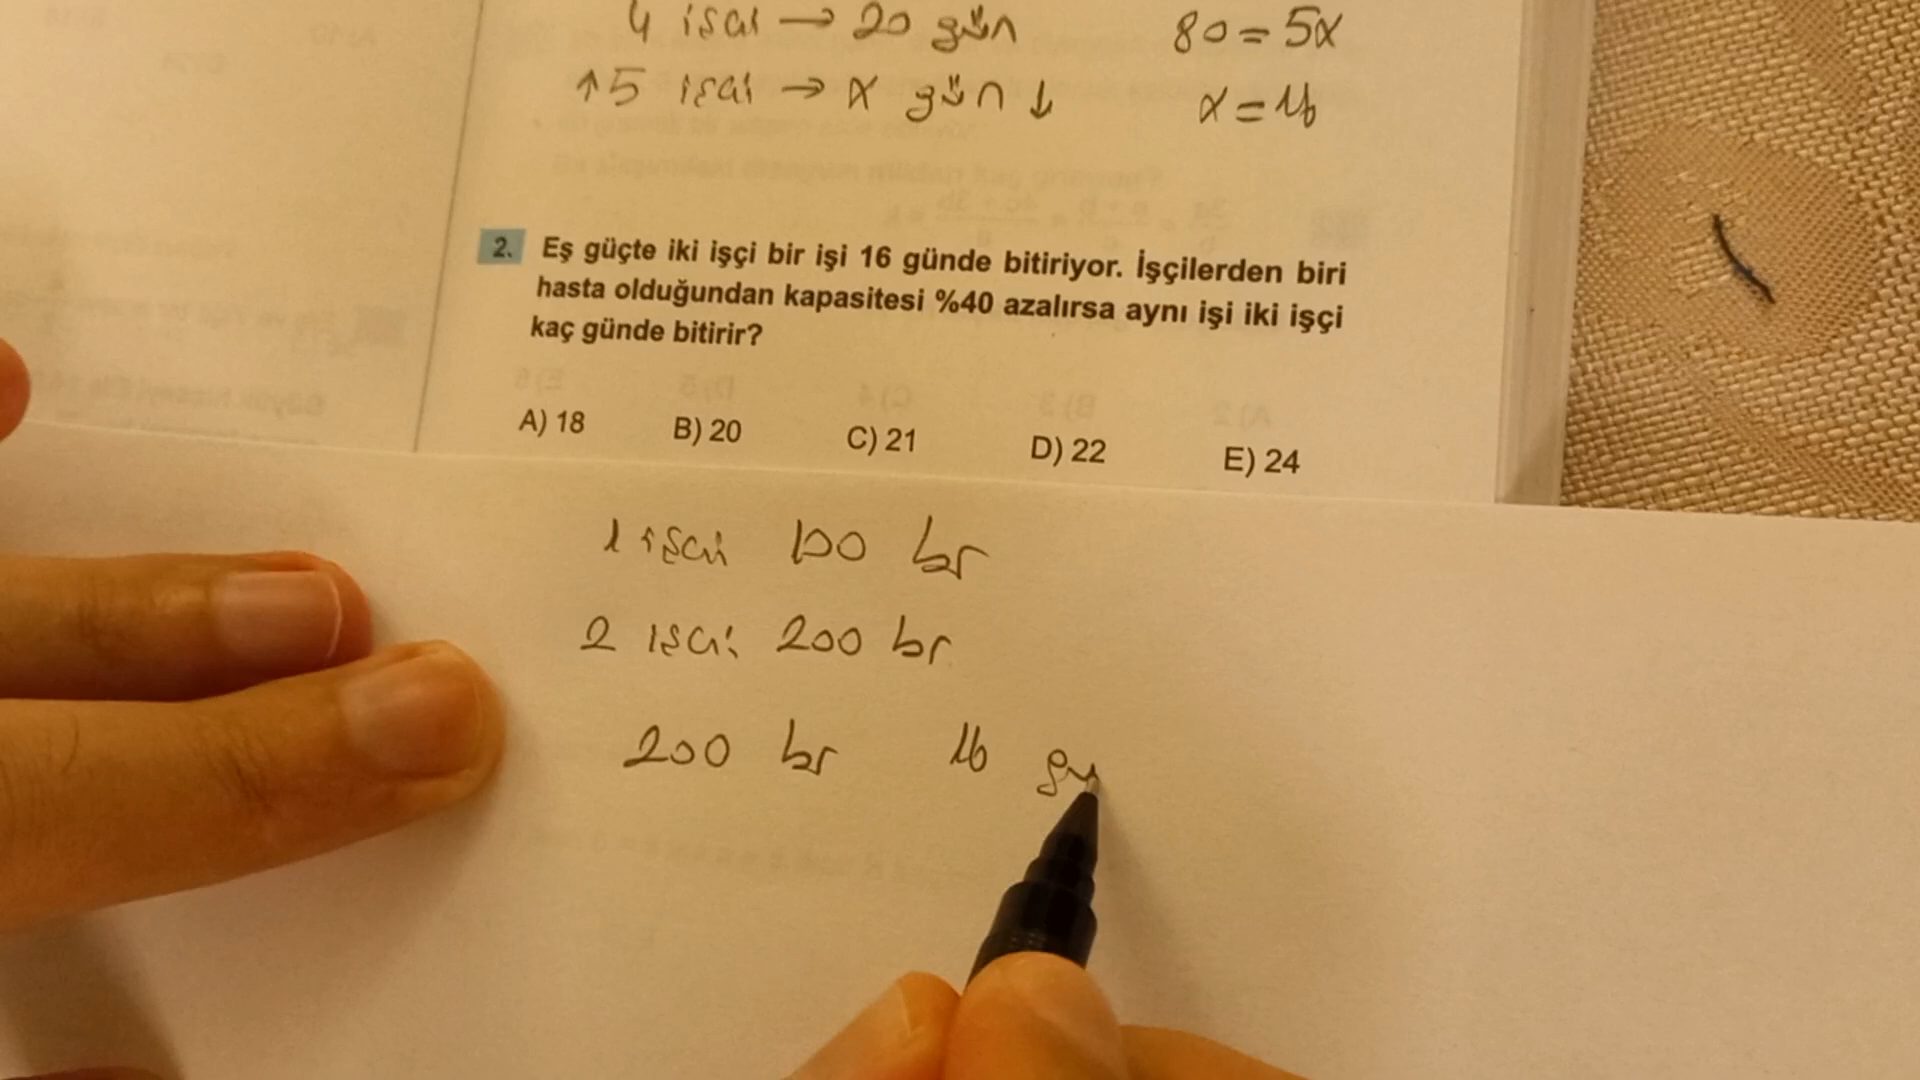 4 işçi → 20 gün 80 = 5x
↑5 işçi → x gün ↓ x = 16
2. Eş güçte iki işçi bir işi 16 günde bitiriyor. İşçilerden biri
hasta olduğundan kapasitesi %40 azalırsa aynı işi iki işçi
kaç günde bitirir?
A) 18 B) 20 C) 21 D) 22 E) 24
1 işçi 100 br
2 işçi 200 br
200 br 16 gü